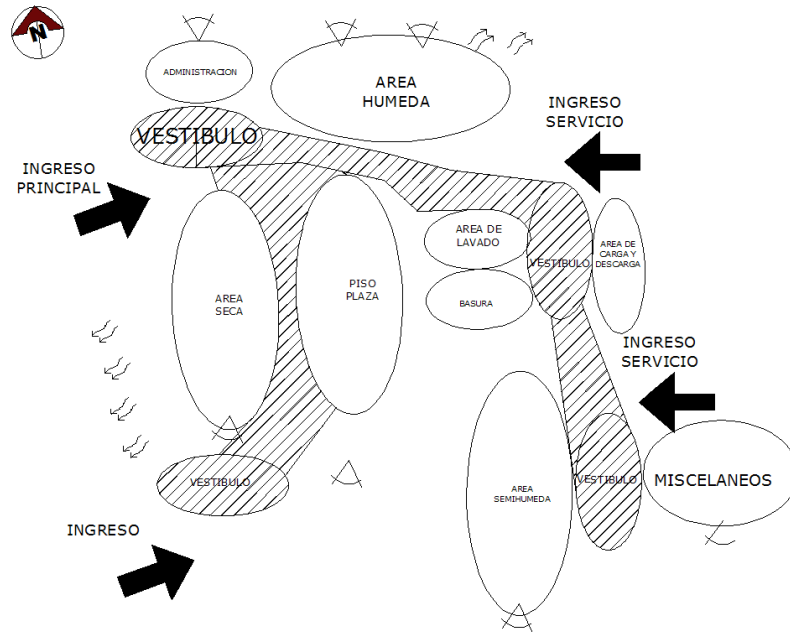 N
ADMINISTRACION
AREA
HUMEDA
VESTIBULO
INGRESO
SERVICIO
INGRESO
PRINCIPAL
AREA DE
LAVADO
AREA DE
CARGA Y
DESCARGA
VESTIBULO
PISO
PLAZA
AREA
SECA
BASURA
INGRESO
SERVICIO
VESTIBULO
AREA
SEMIHUMEDA
VESTIBULO
MISCELANEOS
INGRESO